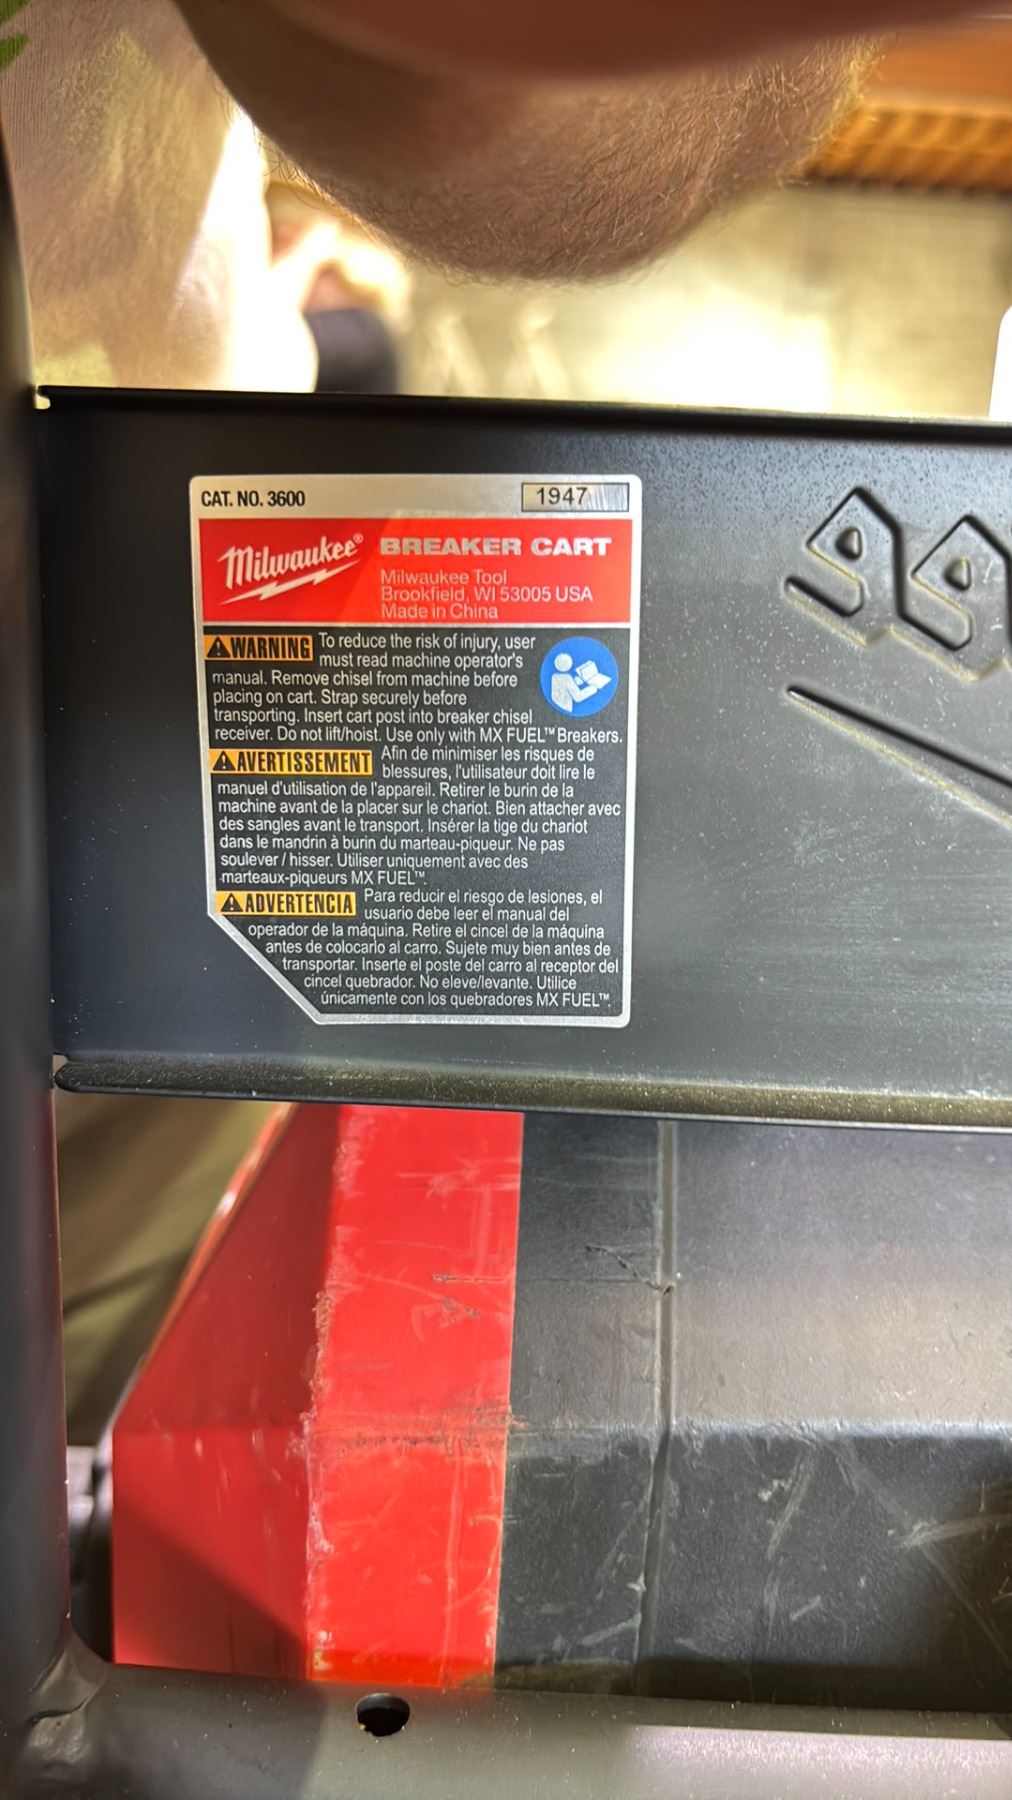 CAT. NO. 3600
1947
Milwaukee®
BREAKER CART
Milwaukee Tool
Brookfield, WI 53005 USA
Made in China
WARNING To reduce the risk of injury, user
must read machine operator's
manual. Remove chisel from machine before
placing on cart. Strap securely before
transporting. Insert cart post into breaker chisel
receiver. Do not lift/hoist. Use only with MX FUEL™ Breakers.
AVERTISSEMENT Afin de minimiser les risques de
blessures, l'utilisateur doit lire le
manuel d'utilisation de l'appareil. Retirer le burin de la
machine avant de la placer sur le chariot. Bien attacher avec
des sangles avant le transport. Insérer la tige du chariot
dans le mandrin à burin du marteau-piqueur. Ne pas
soulever / hisser. Utiliser uniquement avec des
marteaux-piqueurs MX FUEL™.
ADVERTENCIA Para reducir el riesgo de lesiones, el
usuario debe leer el manual del
operador de la máquina. Retire el cincel de la máquina
antes de colocarlo al carro. Sujete muy bien antes de
transportar. Inserte el poste del carro al receptor del
cincel quebrador. No eleve/levante. Utilice
únicamente con los quebradores MX FUEL™.